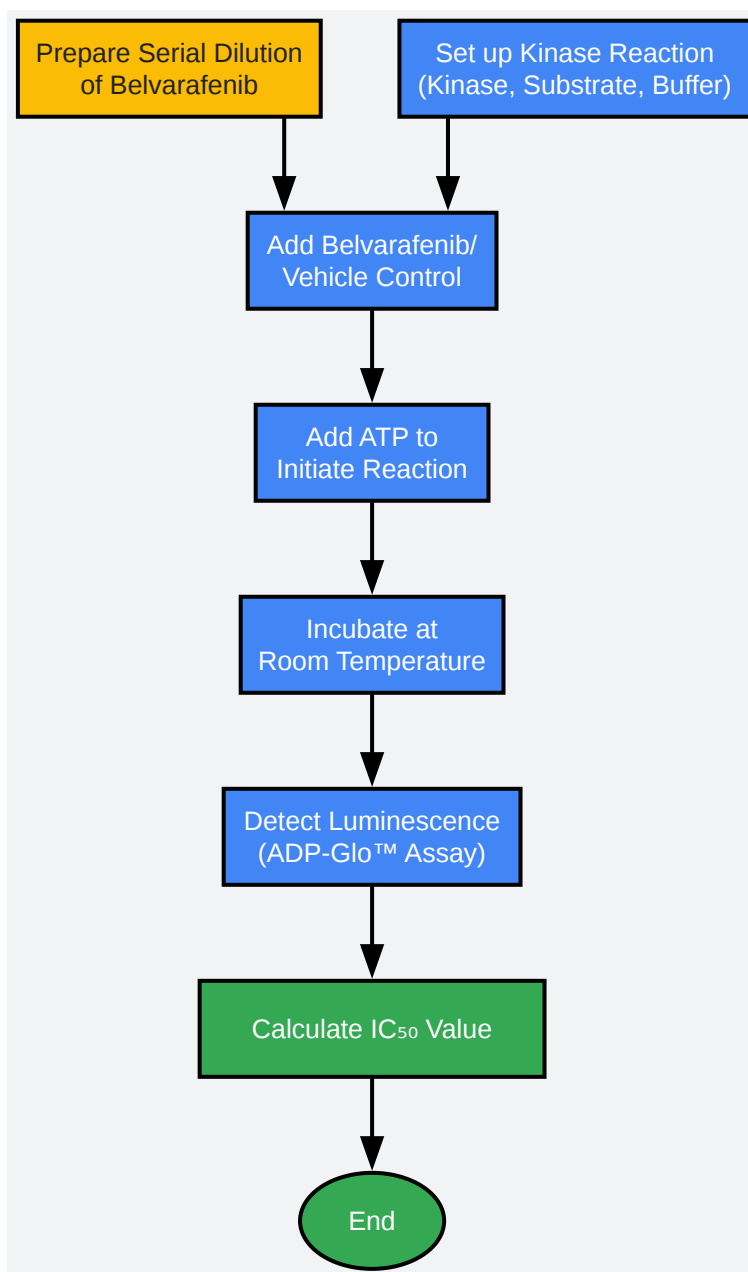 Prepare Serial Dilution
of Belvarafenib
Set up Kinase Reaction
(Kinase, Substrate, Buffer)
Add Belvarafenib/
Vehicle Control
Add ATP to
Initiate Reaction
Incubate at
Room Temperature
Detect Luminescence
(ADP-Glo™ Assay)
Calculate IC₅₀ Value
End